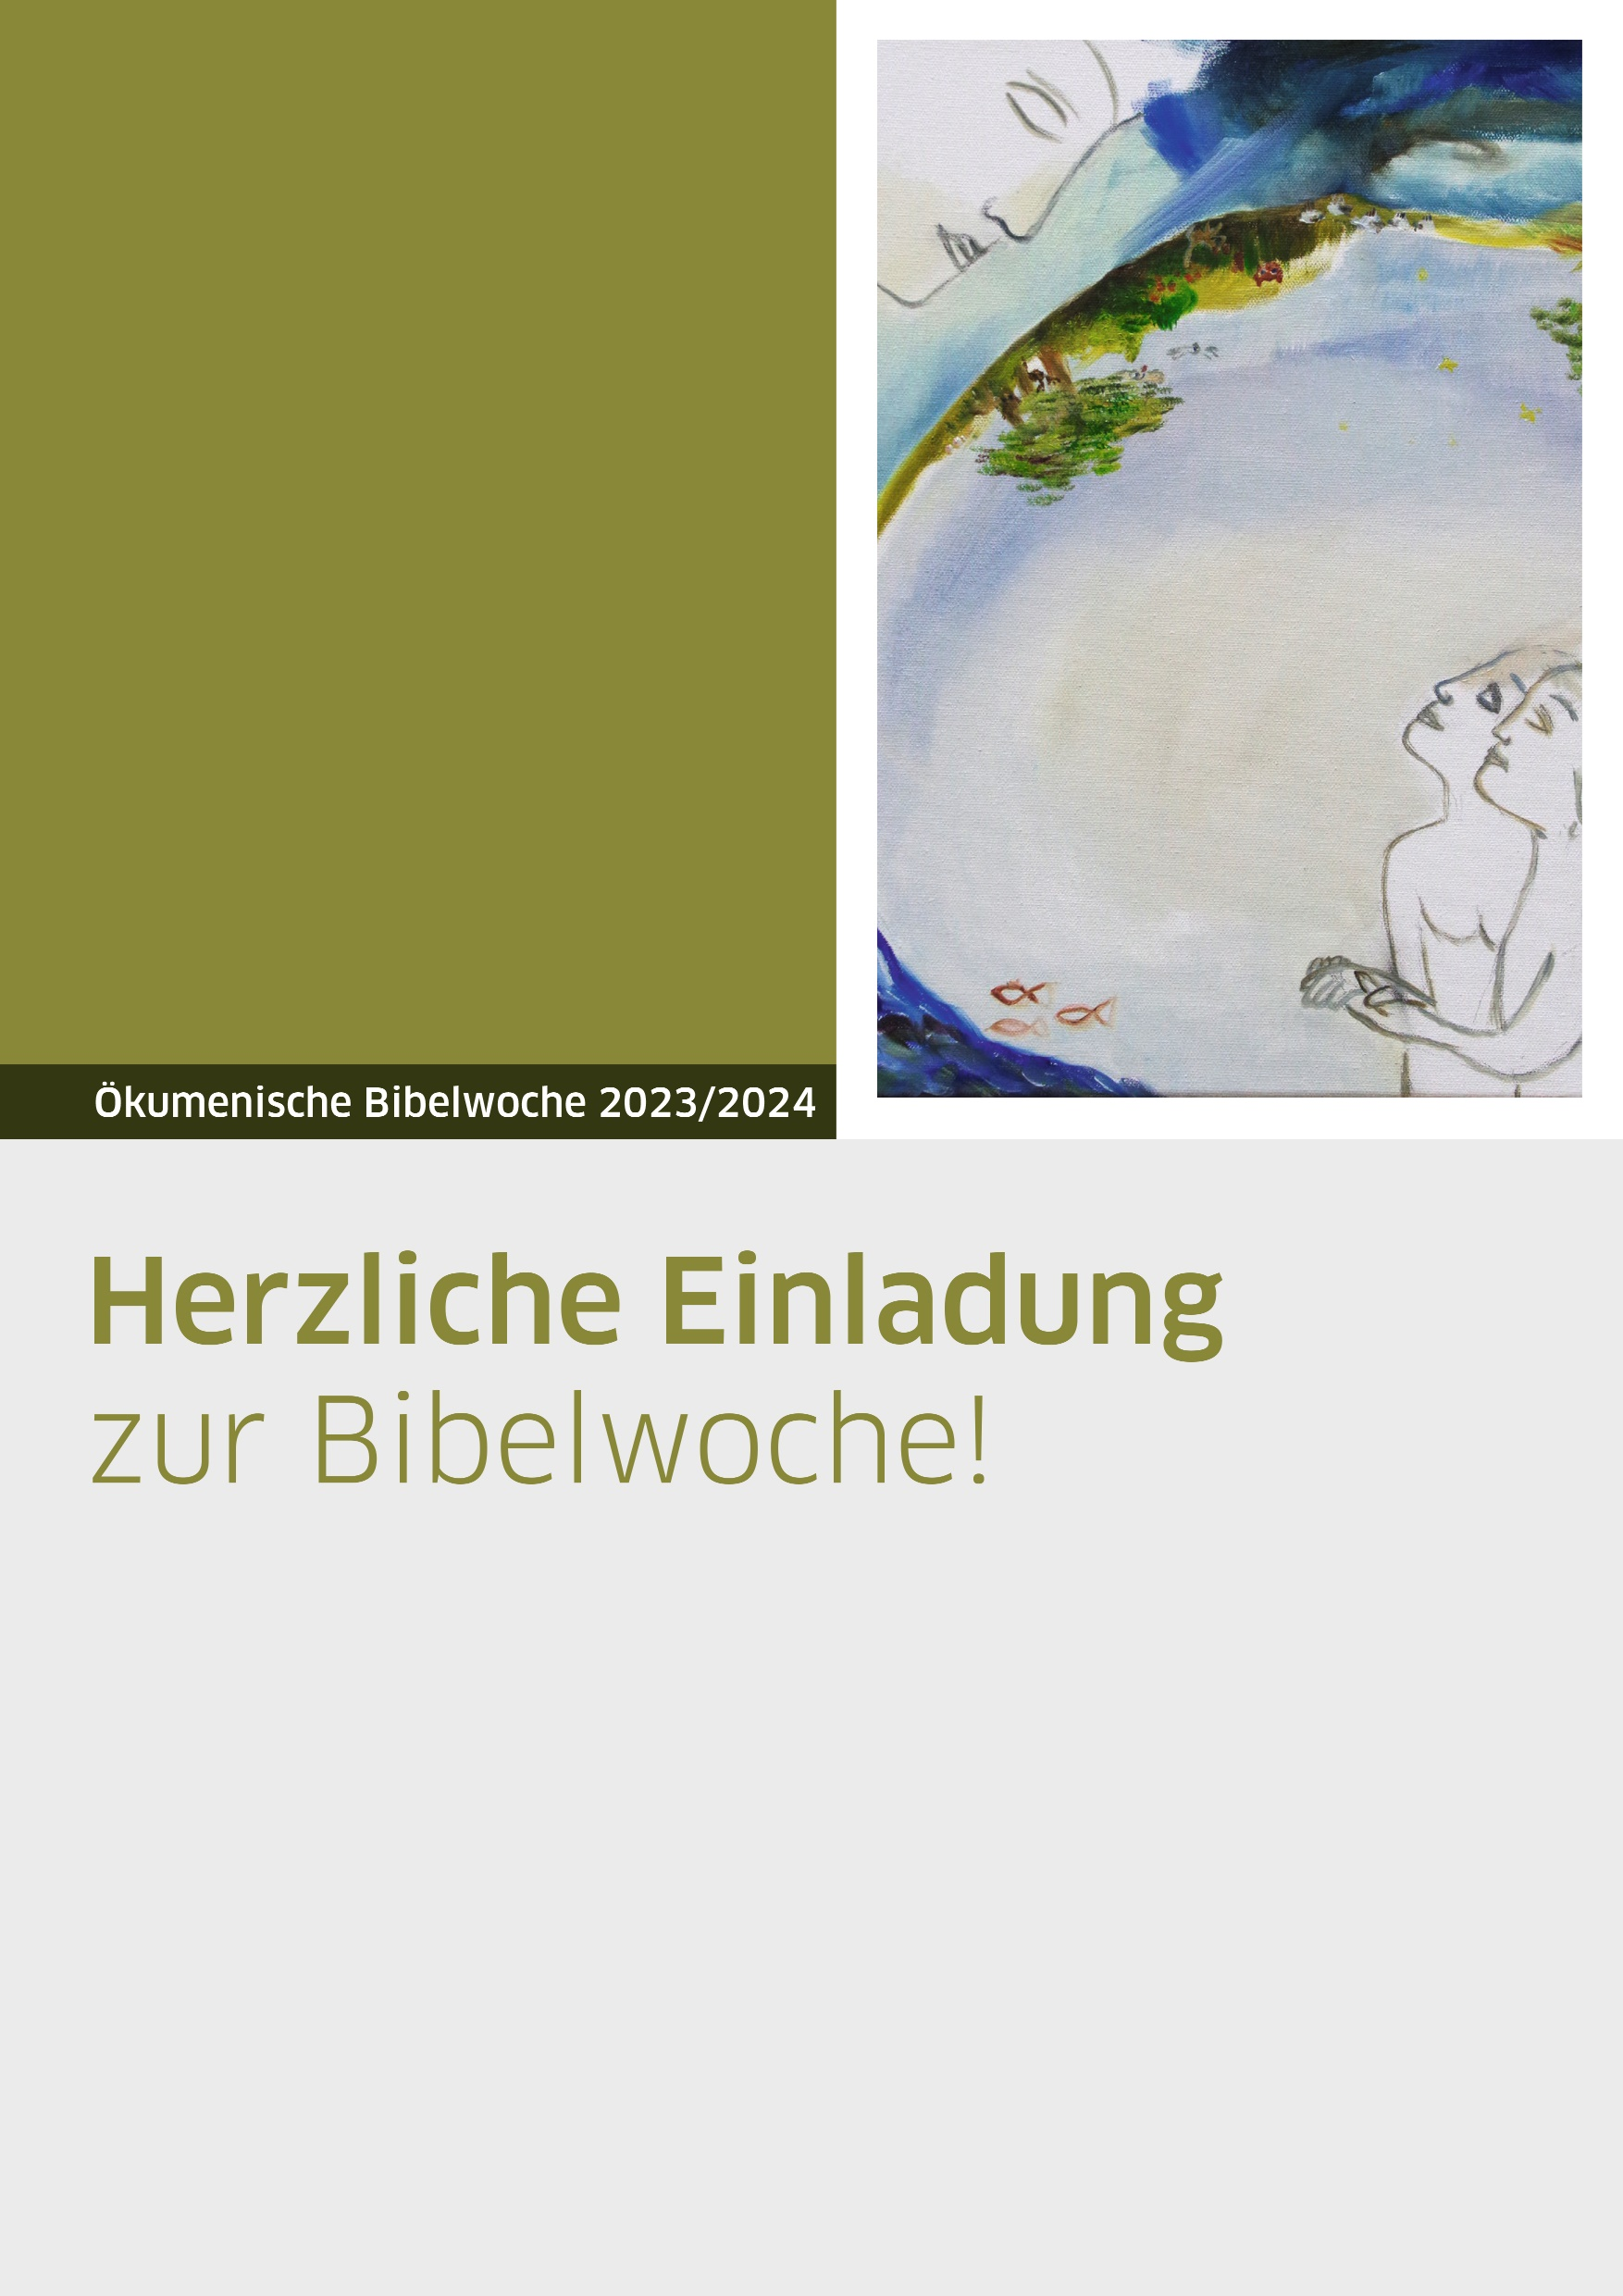 Ökumenische Bibelwoche 2023/2024
Herzliche Einladung
zur Bibelwoche!